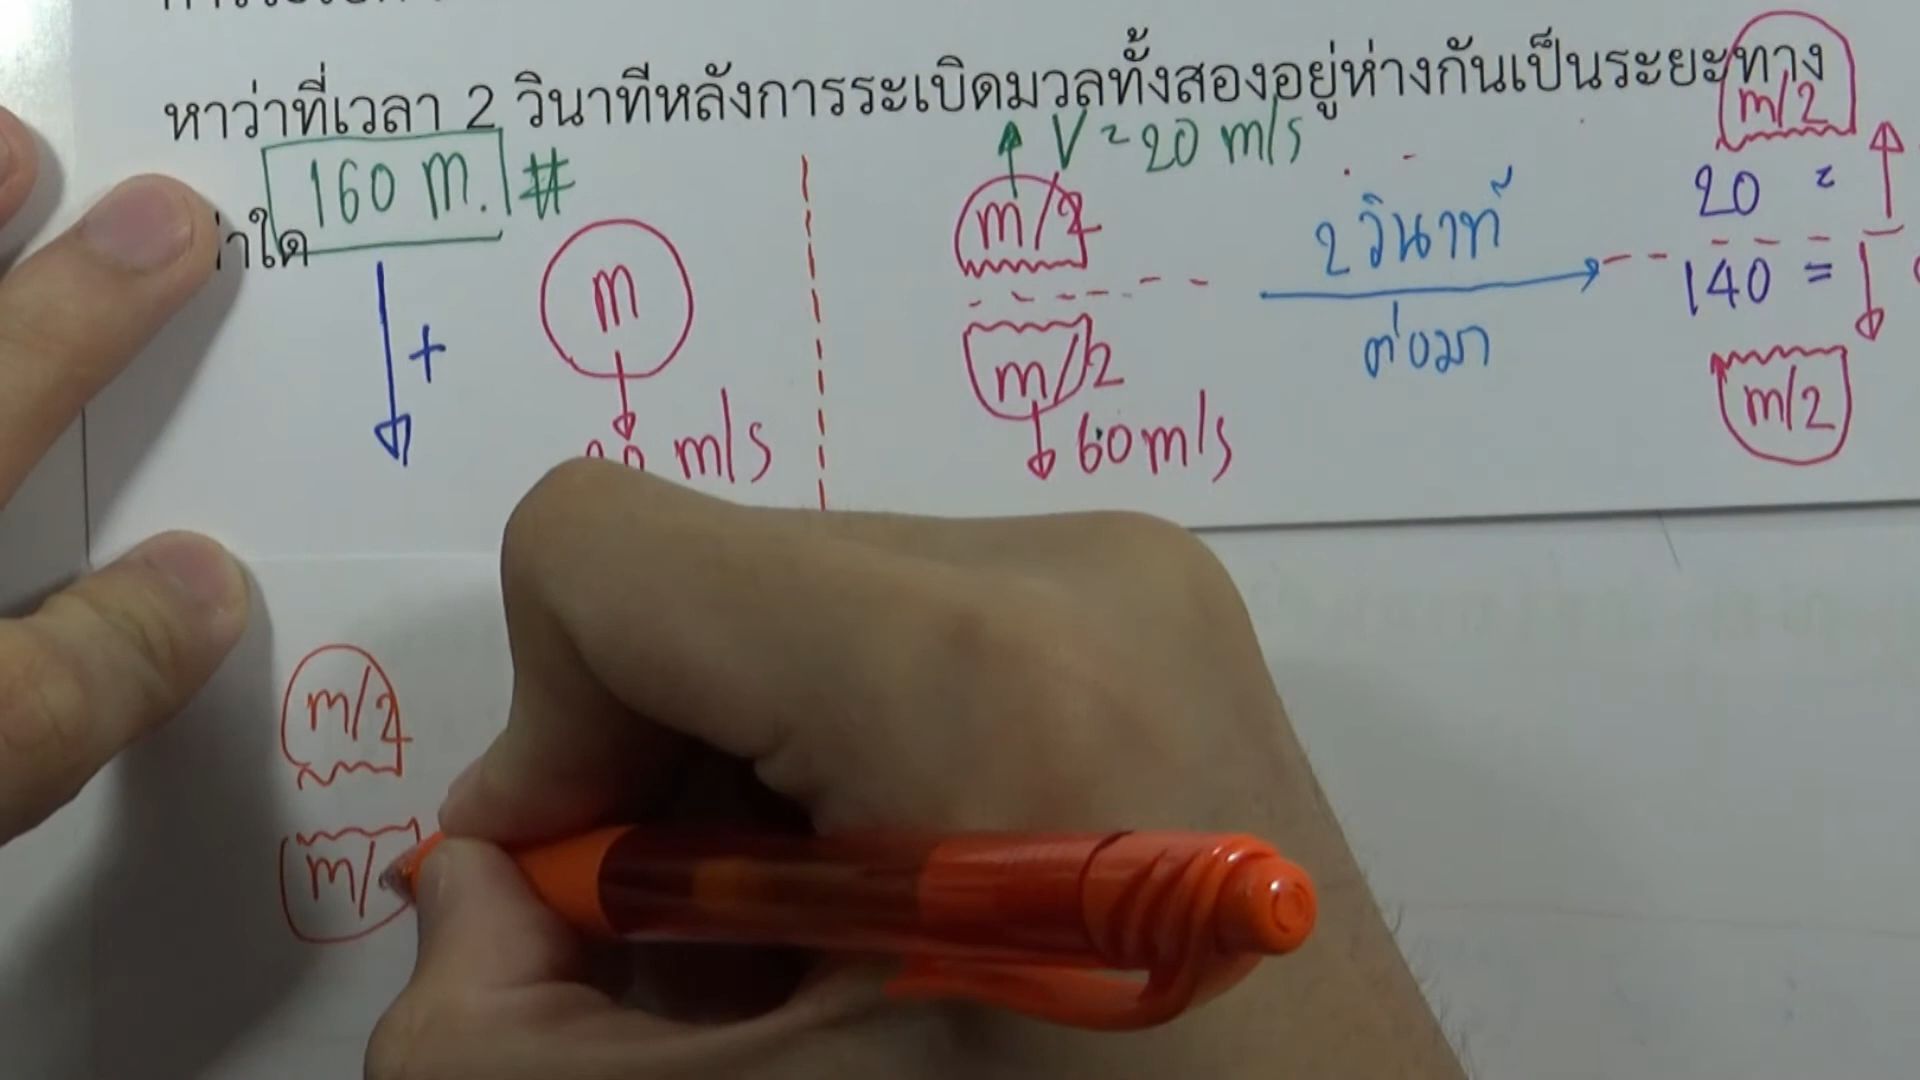 หาว่าที่เวลา 2 วินาทีหลังการระเบิดมวลทั้งสองอยู่ห่างกันเป็นระยะทาง
160 m. #
V = 20 m/s
m/2
m/2
20 =
2 วินาที
m
140 =
ต่อมา
m/2
m/2
m/s
60 m/s
m/2
m/